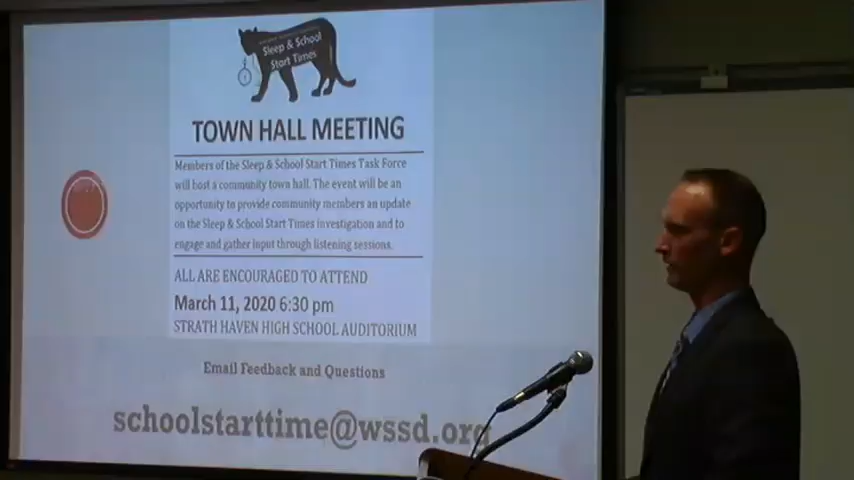 Sleep & School
Start Times
TOWN HALL MEETING
Members of the Sleep & School Start Times Task Force
will host a community town hall. The event will be an
opportunity to provide community members an update
on the Sleep & School Start Times investigation and to
engage and gather input through listening sessions.
ALL ARE ENCOURAGED TO ATTEND
March 11, 2020 6:30 pm
STRATH HAVEN HIGH SCHOOL AUDITORIUM
Email Feedback and Questions
schoolstarttime@wssd.org